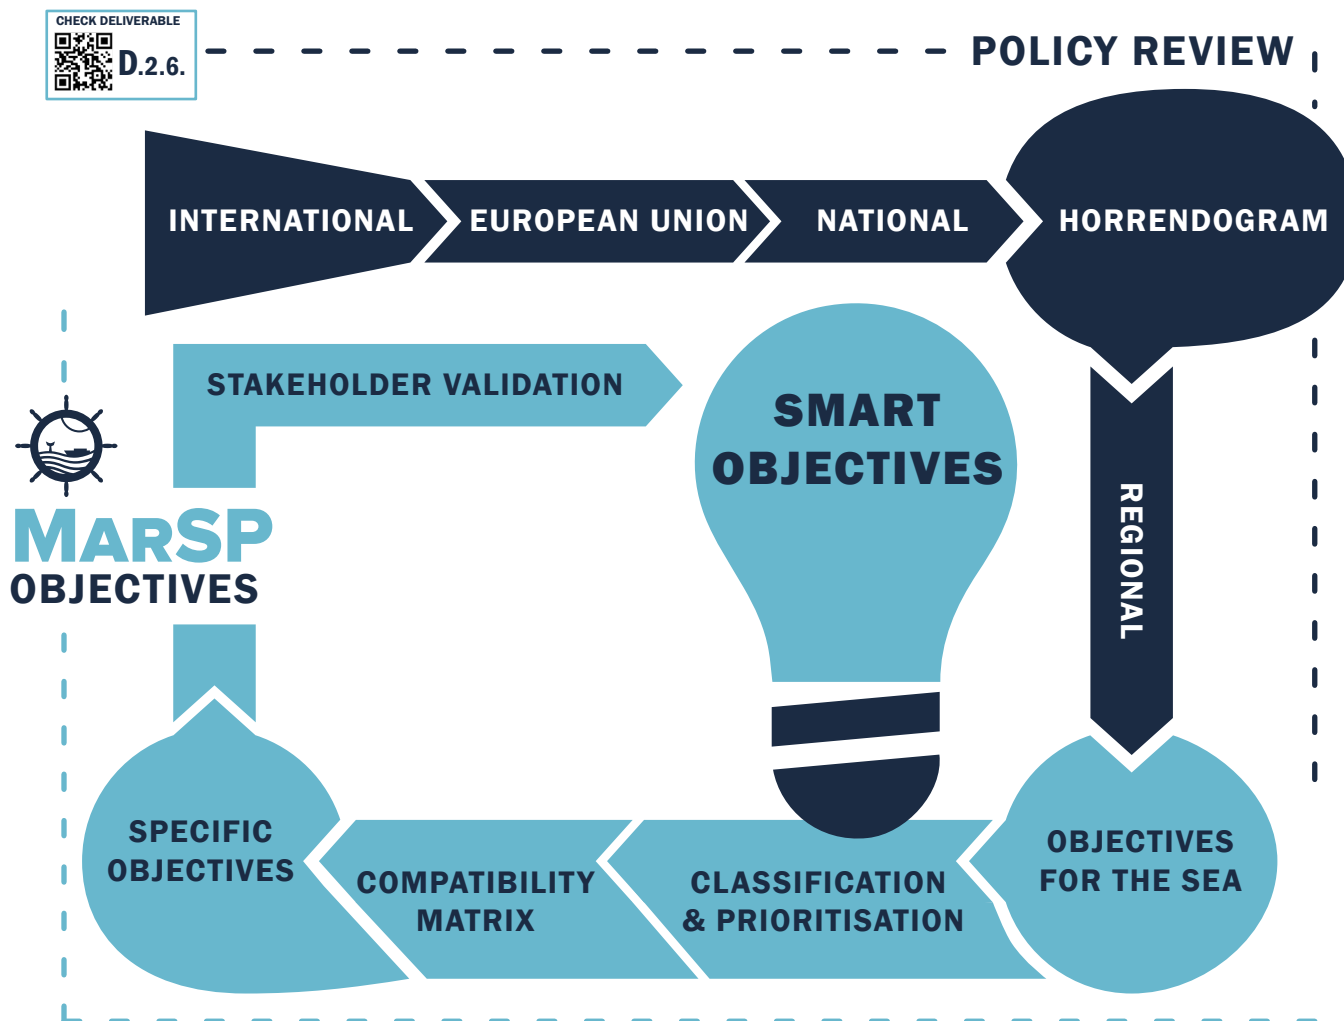 CHECK DELIVERABLE
D.2.6.
POLICY REVIEW
INTERNATIONAL
EUROPEAN UNION
NATIONAL
HORRENDOGRAM
STAKEHOLDER VALIDATION
SMART
OBJECTIVES
REGIONAL
MARSP
OBJECTIVES
SPECIFIC
OBJECTIVES
COMPATIBILITY
MATRIX
CLASSIFICATION
& PRIORITISATION
OBJECTIVES
FOR THE SEA